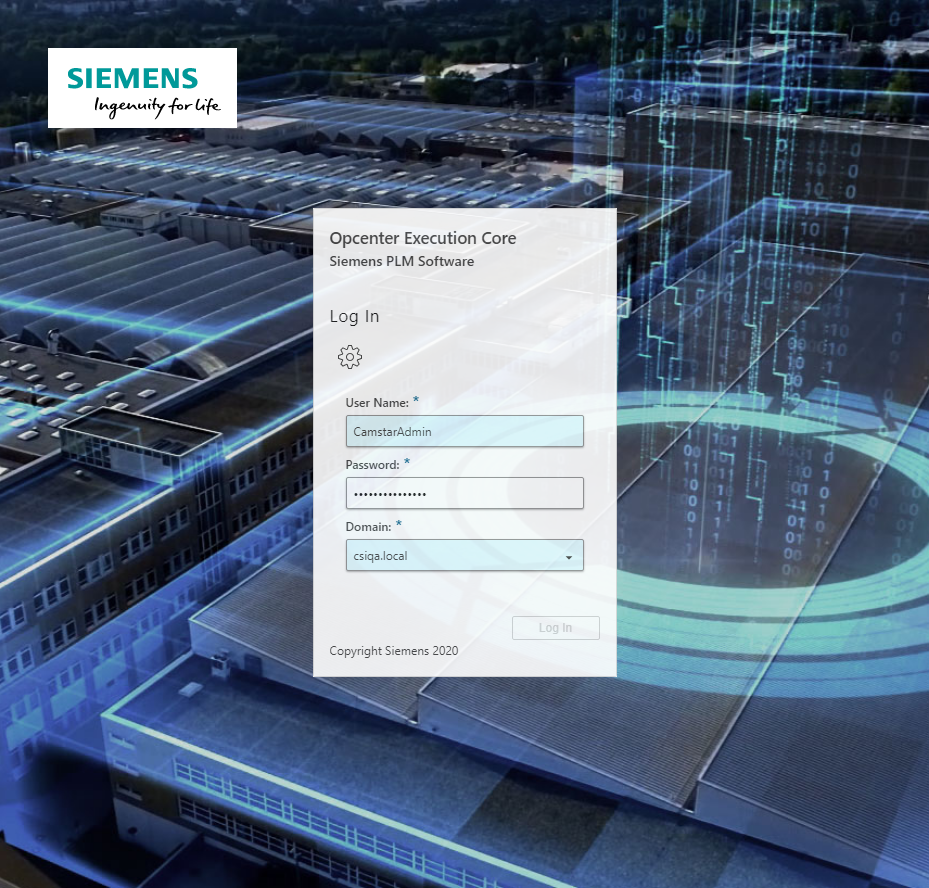 SIEMENS
Ingenuity for life
Opcenter Execution Core
Siemens PLM Software
Log In
User Name: *
CamstarAdmin
Password: *
•••••••••••••••
Domain: *
csiqa.local
Log In
Copyright Siemens 2020